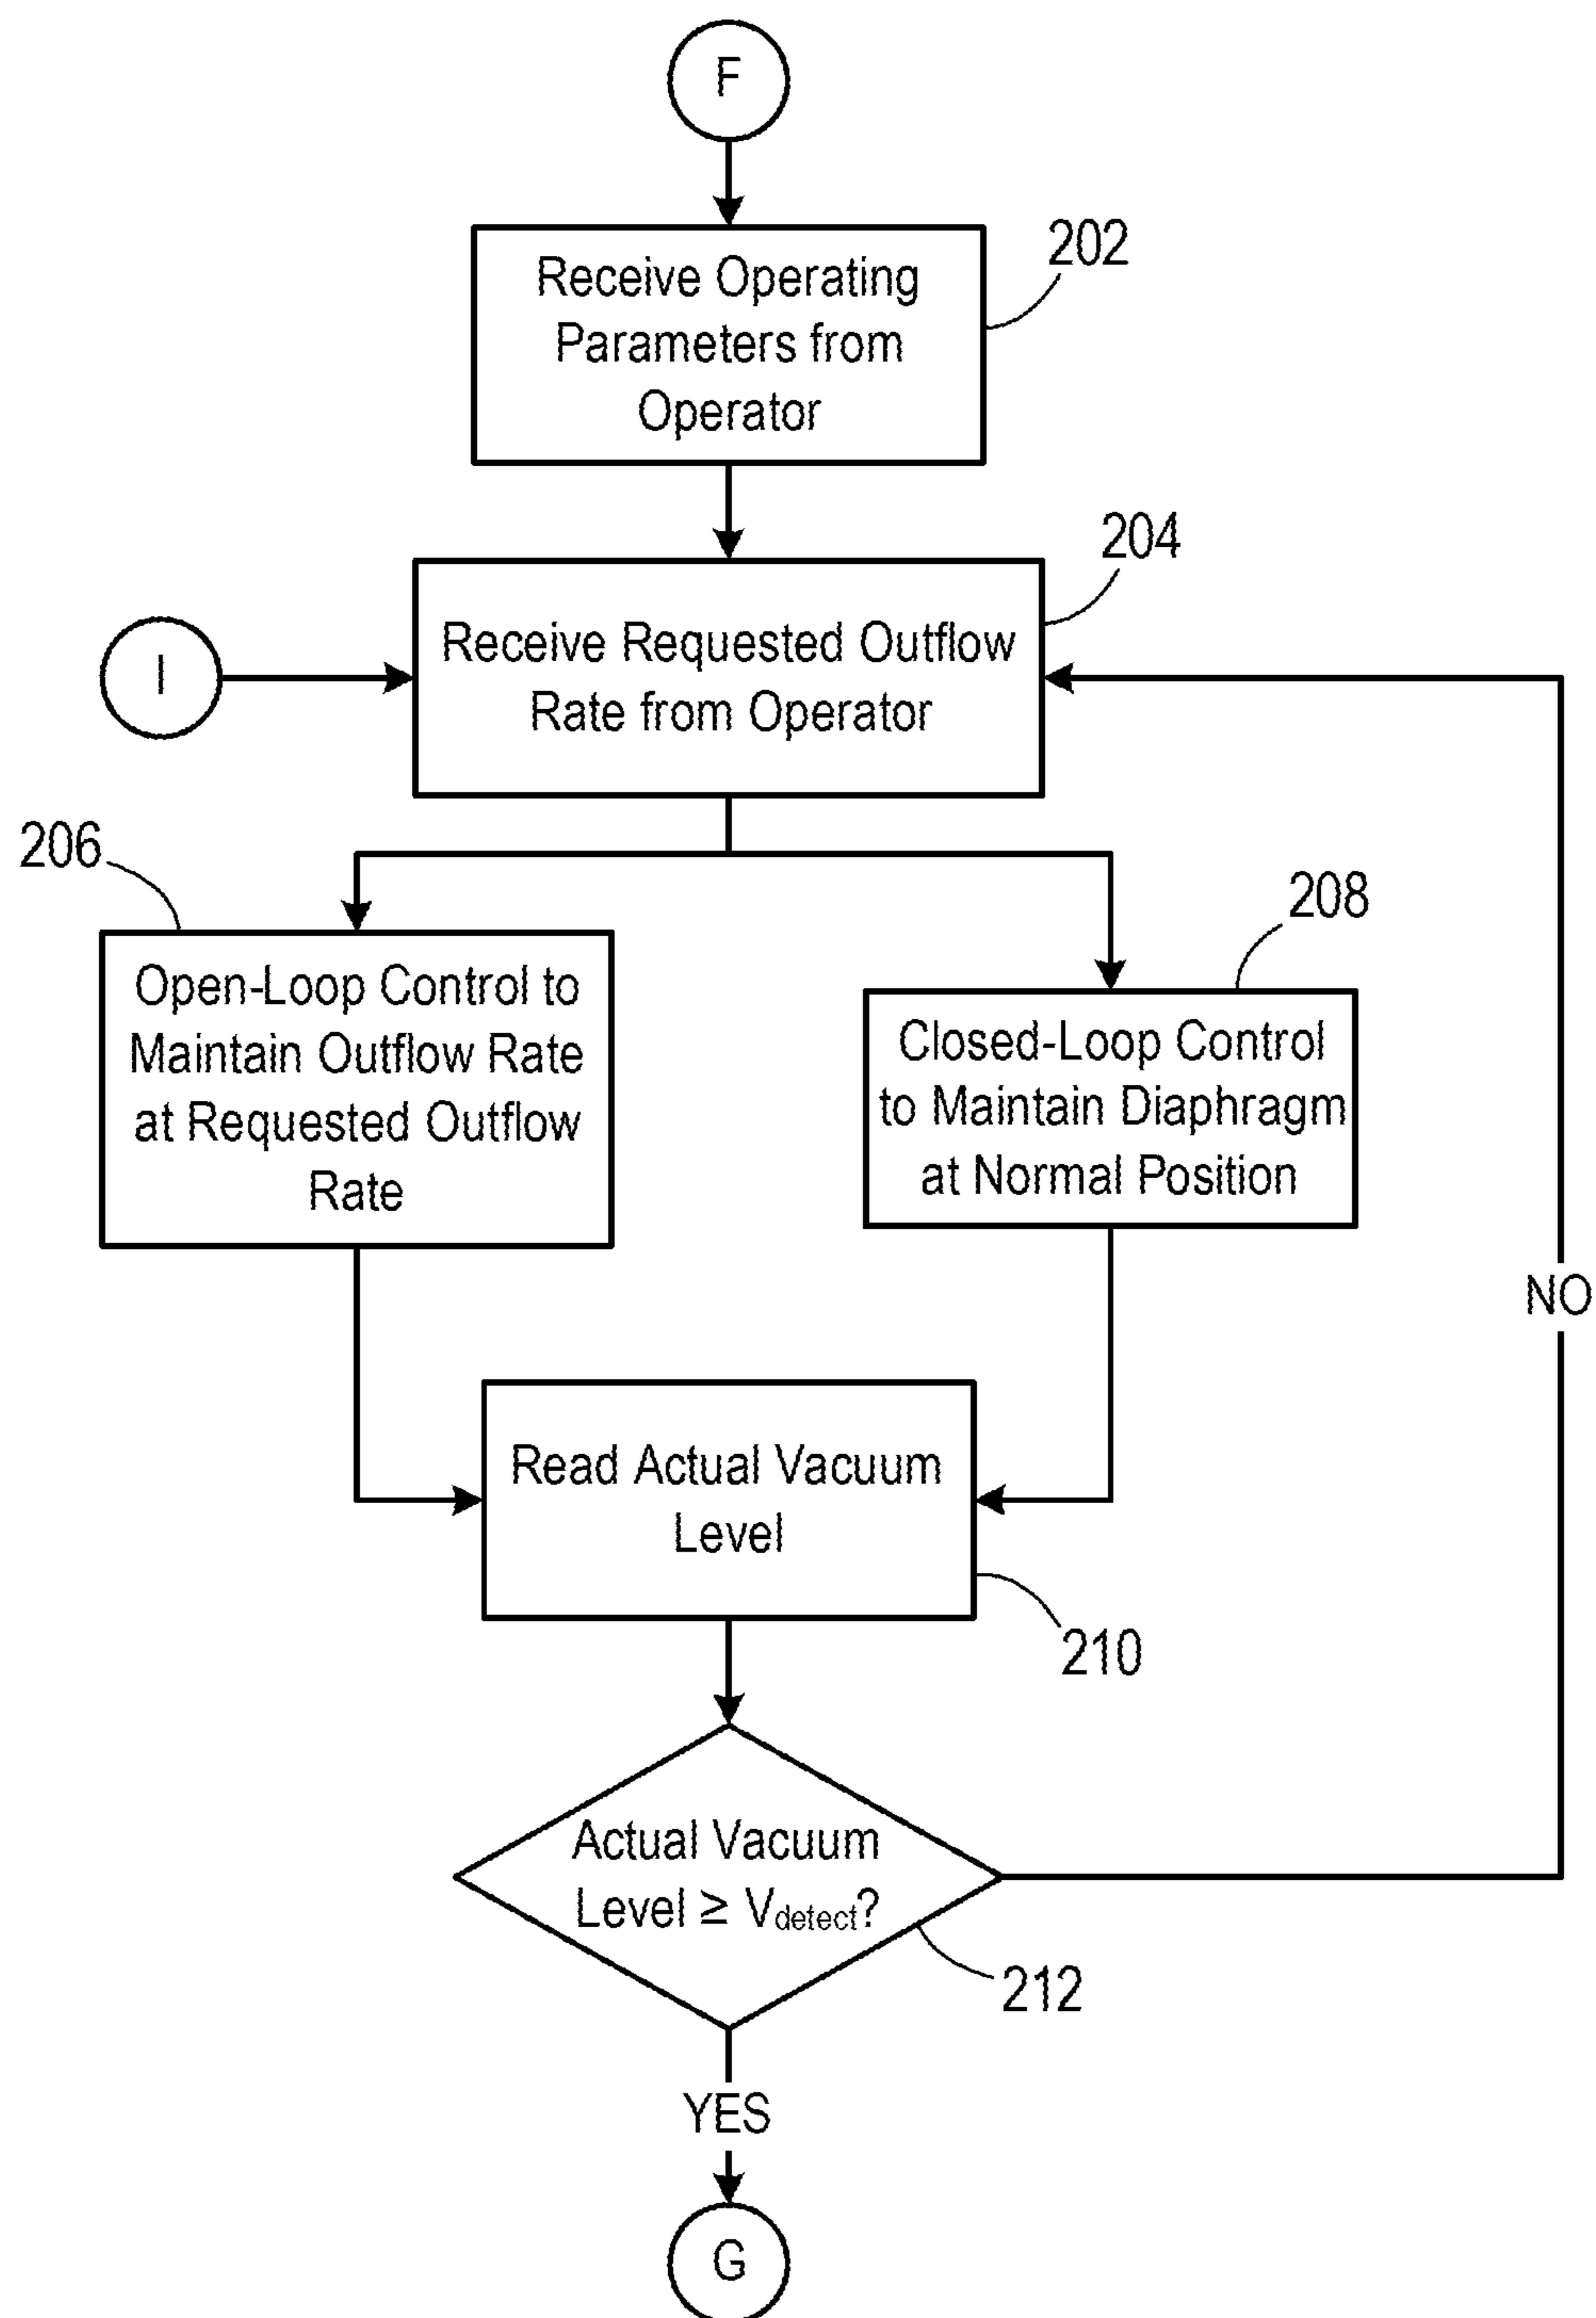 F
202
Receive Operating
Parameters from
Operator
204
I
Receive Requested Outflow
Rate from Operator
206
208
Open-Loop Control to
Maintain Outflow Rate
at Requested Outflow
Rate
Closed-Loop Control
to Maintain Diaphragm
at Normal Position
NO
Read Actual Vacuum
Level
210
Actual Vacuum
Level ≥ Vdetect?
212
YES
G